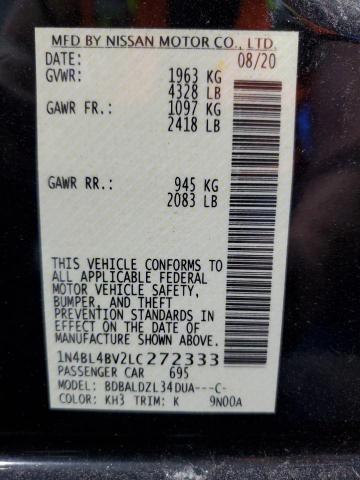 MFD BY NISSAN MOTOR CO., LTD.
DATE: 08/20
GVWR: 1963 KG
4328 LB
GAWR FR.: 1097 KG
2418 LB
GAWR RR.: 945 KG
2083 LB
THIS VEHICLE CONFORMS TO
ALL APPLICABLE FEDERAL
MOTOR VEHICLE SAFETY,
BUMPER, AND THEFT
PREVENTION STANDARDS
IN EFFECT ON THE DATE OF
MANUFACTURE SHOWN ABOVE.
1N4BL4BV2LC272333
PASSENGER CAR 695
MODEL: BDBALDZL34DUA---C-
COLOR: KH3 TRIM: K 9N00A